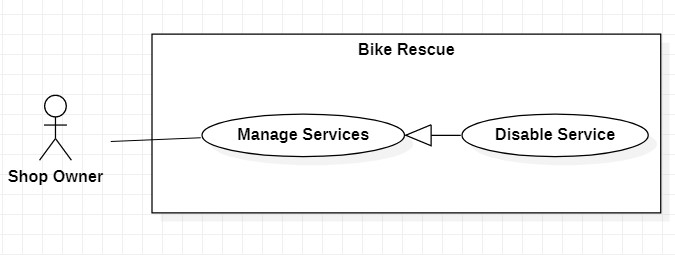 Bike Rescue
Manage Services
Disable Service
Shop Owner